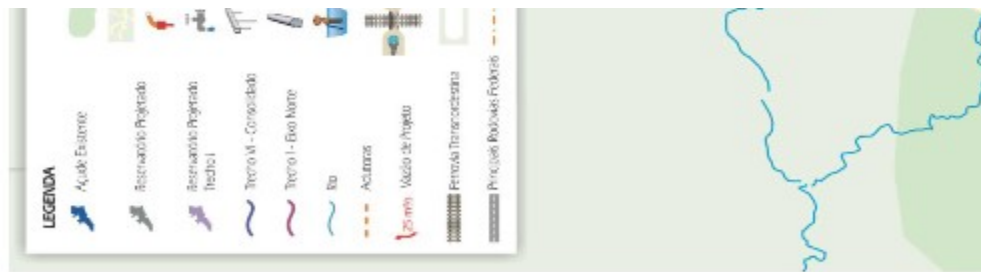 LEGENDA
Açude Existente
Reservatório Projetado
Reservatório Projetado
Trecho I
Trecho VI - Consolidado
Trecho I - Eixo Norte
Rio
Adutoras
25 m³/s
Vazão de Projeto
Ferrovia Transnordestina
Principais Rodovias Federais